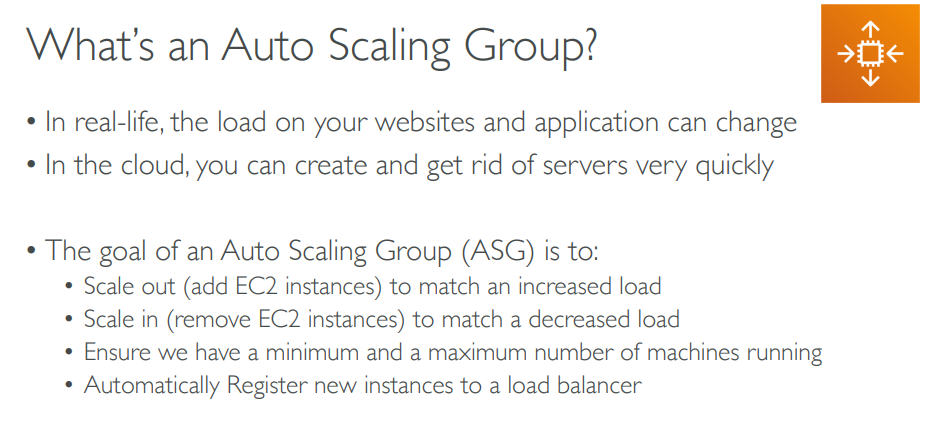 What's an Auto Scaling Group?
• In real-life, the load on your websites and application can change
• In the cloud, you can create and get rid of servers very quickly
• The goal of an Auto Scaling Group (ASG) is to:
• Scale out (add EC2 instances) to match an increased load
• Scale in (remove EC2 instances) to match a decreased load
• Ensure we have a minimum and a maximum number of machines running
• Automatically Register new instances to a load balancer